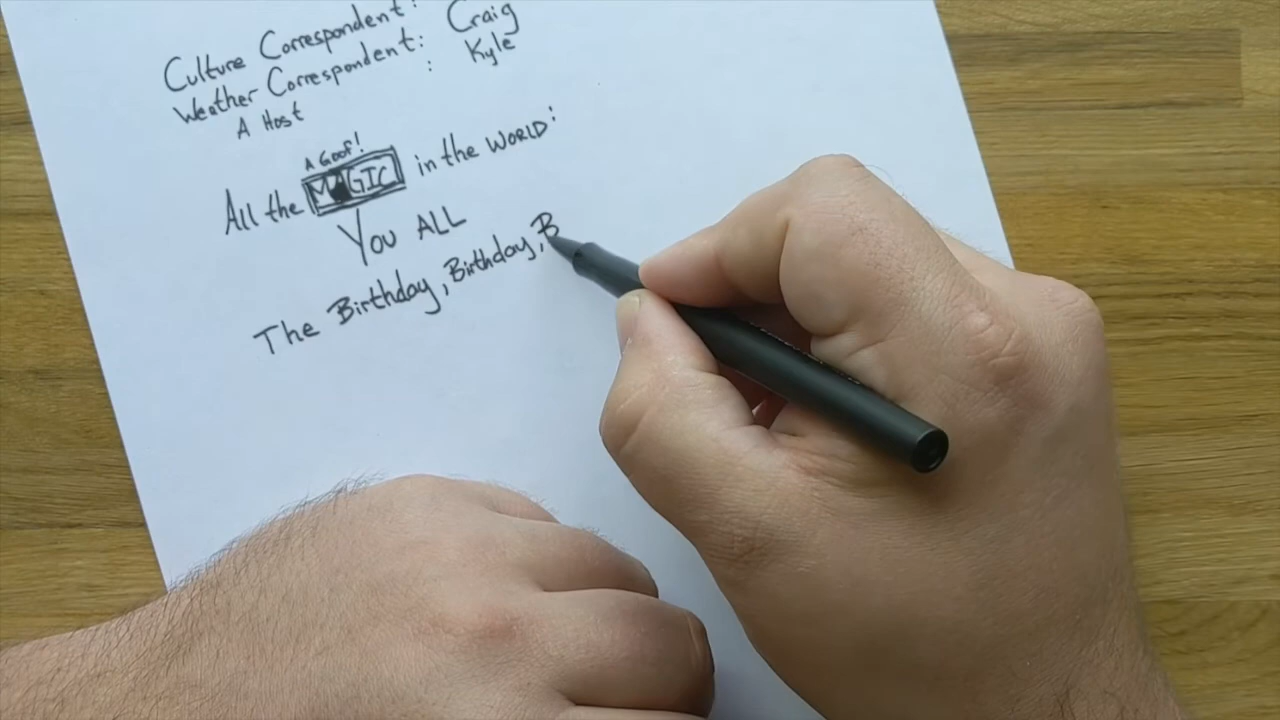 Culture Correspondent: Craig
Weather Correspondent: Kyle
A Host :
A Goof!
All the MAGIC in the WORLD:
You ALL
The Birthday, Birthday, B